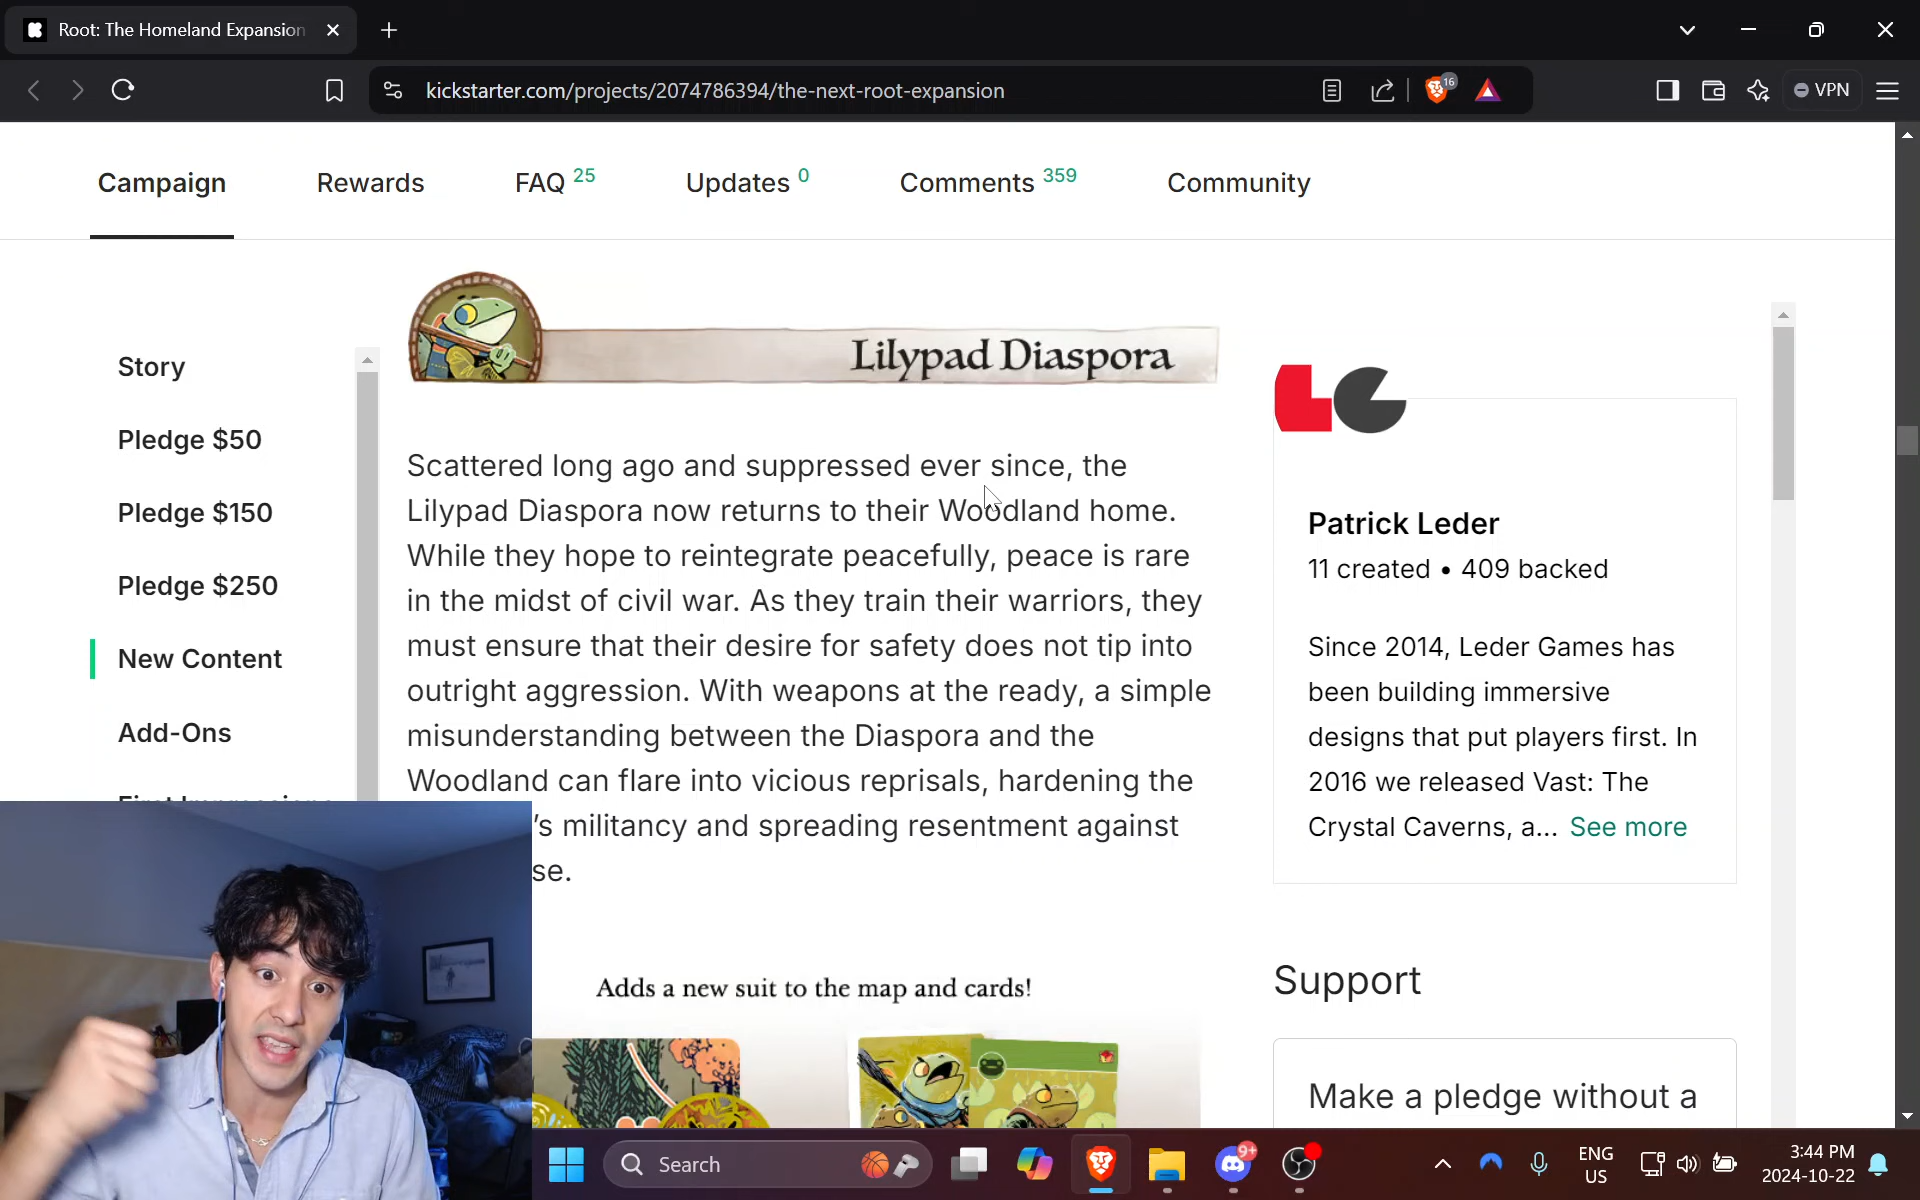 Root: The Homeland Expansion
kickstarter.com/projects/2074786394/the-next-root-expansion
16
VPN
Campaign
Rewards
FAQ 25
Updates 0
Comments 359
Community
Story
Pledge $50
Pledge $150
Pledge $250
New Content
Add-Ons
Lilypad Diaspora
Scattered long ago and suppressed ever since, the
Lilypad Diaspora now returns to their Woodland home.
While they hope to reintegrate peacefully, peace is rare
in the midst of civil war. As they train their warriors, they
must ensure that their desire for safety does not tip into
outright aggression. With weapons at the ready, a simple
misunderstanding between the Diaspora and the
Woodland can flare into vicious reprisals, hardening the
's militancy and spreading resentment against
se.
Adds a new suit to the map and cards!
Patrick Leder
11 created • 409 backed
Since 2014, Leder Games has
been building immersive
designs that put players first. In
2016 we released Vast: The
Crystal Caverns, a... See more
Support
Make a pledge without a
Search
9+
ENG
US
3:44 PM
2024-10-22